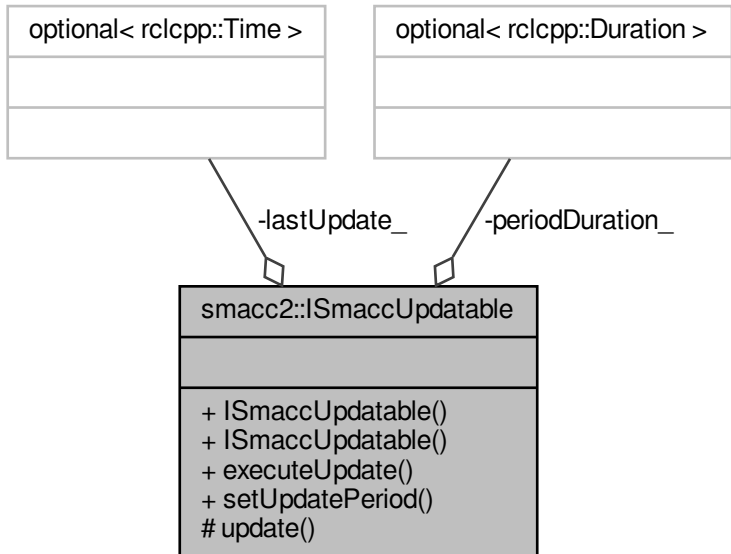 optional< rclcpp::Time >
optional< rclcpp::Duration >
-lastUpdate_
-periodDuration_
smacc2::ISmaccUpdatable
+ ISmaccUpdatable()
+ ISmaccUpdatable()
+ executeUpdate()
+ setUpdatePeriod()
# update()